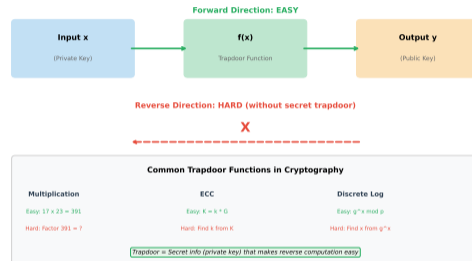 Forward Direction: EASY
Input x
f(x)
Output y
(Private Key)
Trapdoor Function
(Public Key)
Reverse Direction: HARD (without secret trapdoor)
X
Common Trapdoor Functions in Cryptography
Multiplication
ECC
Discrete Log
Easy: 17 x 23 = 391
Easy: K = k * G
Easy: g^x mod p
Hard: Factor 391 = ?
Hard: Find k from K
Hard: Find x from g^x
Trapdoor = Secret info (private key) that makes reverse computation easy